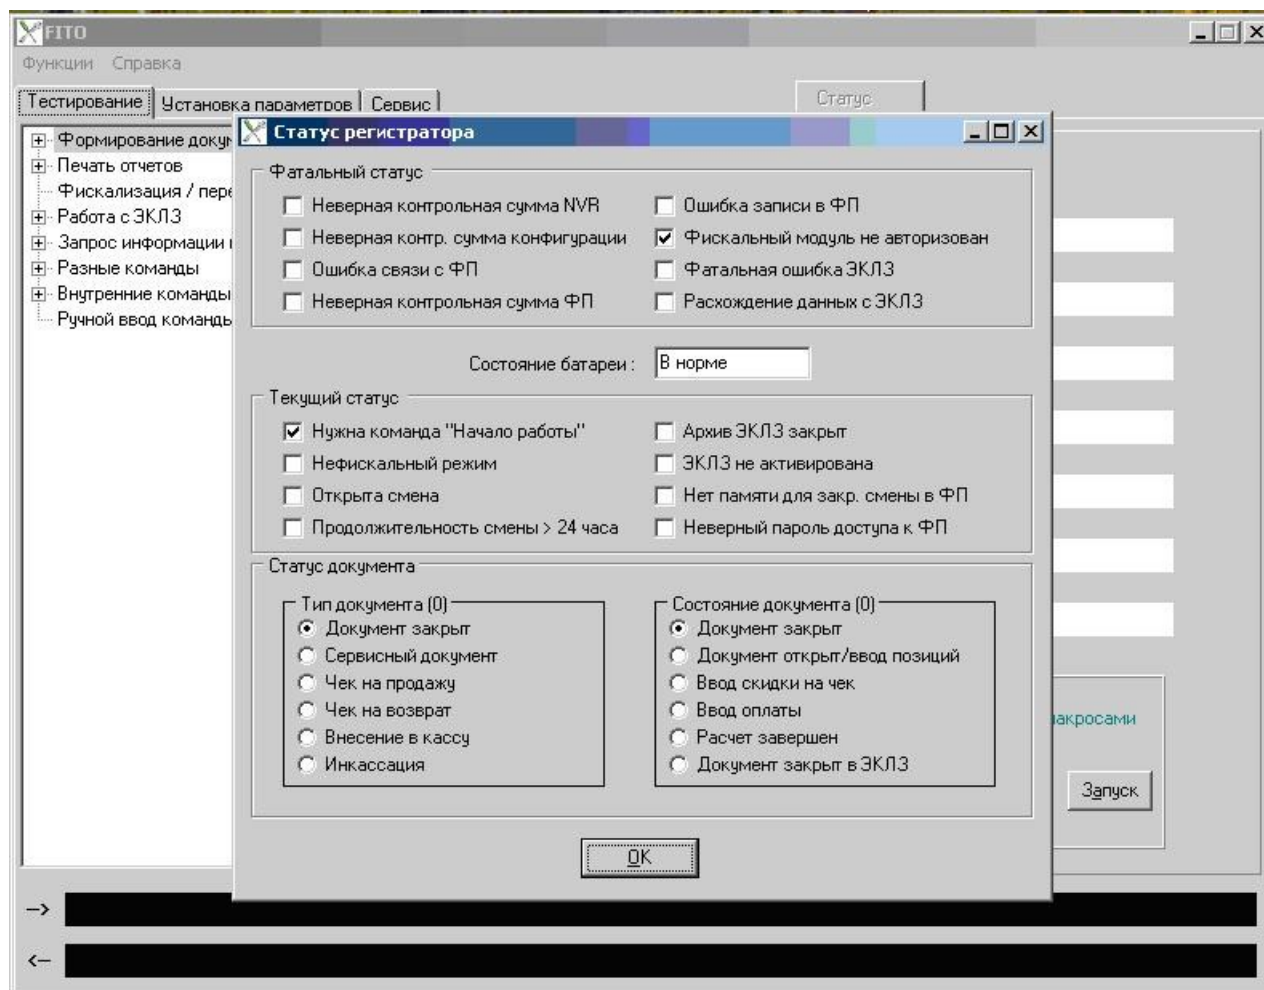 FITO
Функции Справка
Тестирование Установка параметров Сервис Статус
Статус регистратора
Формирование
Печать отчетов
Фискализация /
Работа с ЭКЛЗ
Запрос информации
Разные команды
Внутренние команды
Ручной ввод
Фатальный статус
Неверная контрольная сумма NVR Ошибка записи в ФП
Неверная контр. сумма конфигурации Фискальный модуль не авторизован
Ошибка связи с ФП Фатальная ошибка ЭКЛЗ
Неверная контрольная сумма ФП Расхождение данных с ЭКЛЗ
Состояние батареи : В норме
Текущий статус
Нужна команда "Начало работы" Архив ЭКЛЗ закрыт
Нефискальный режим ЭКЛЗ не активирована
Открыта смена Нет памяти для закр. смены в ФП
Продолжительность смены > 24 часа Неверный пароль доступа к ФП
Статус документа
Тип документа (0) Состояние документа (0)
Документ закрыт Документ закрыт
Сервисный документ Документ открыт/ввод позиций
Чек на продажу Ввод скидки на чек
Чек на возврат Ввод оплаты
Внесение в кассу Расчет завершен
Инкассация Документ закрыт в ЭКЛЗ
Запуск
OK
-->
<--